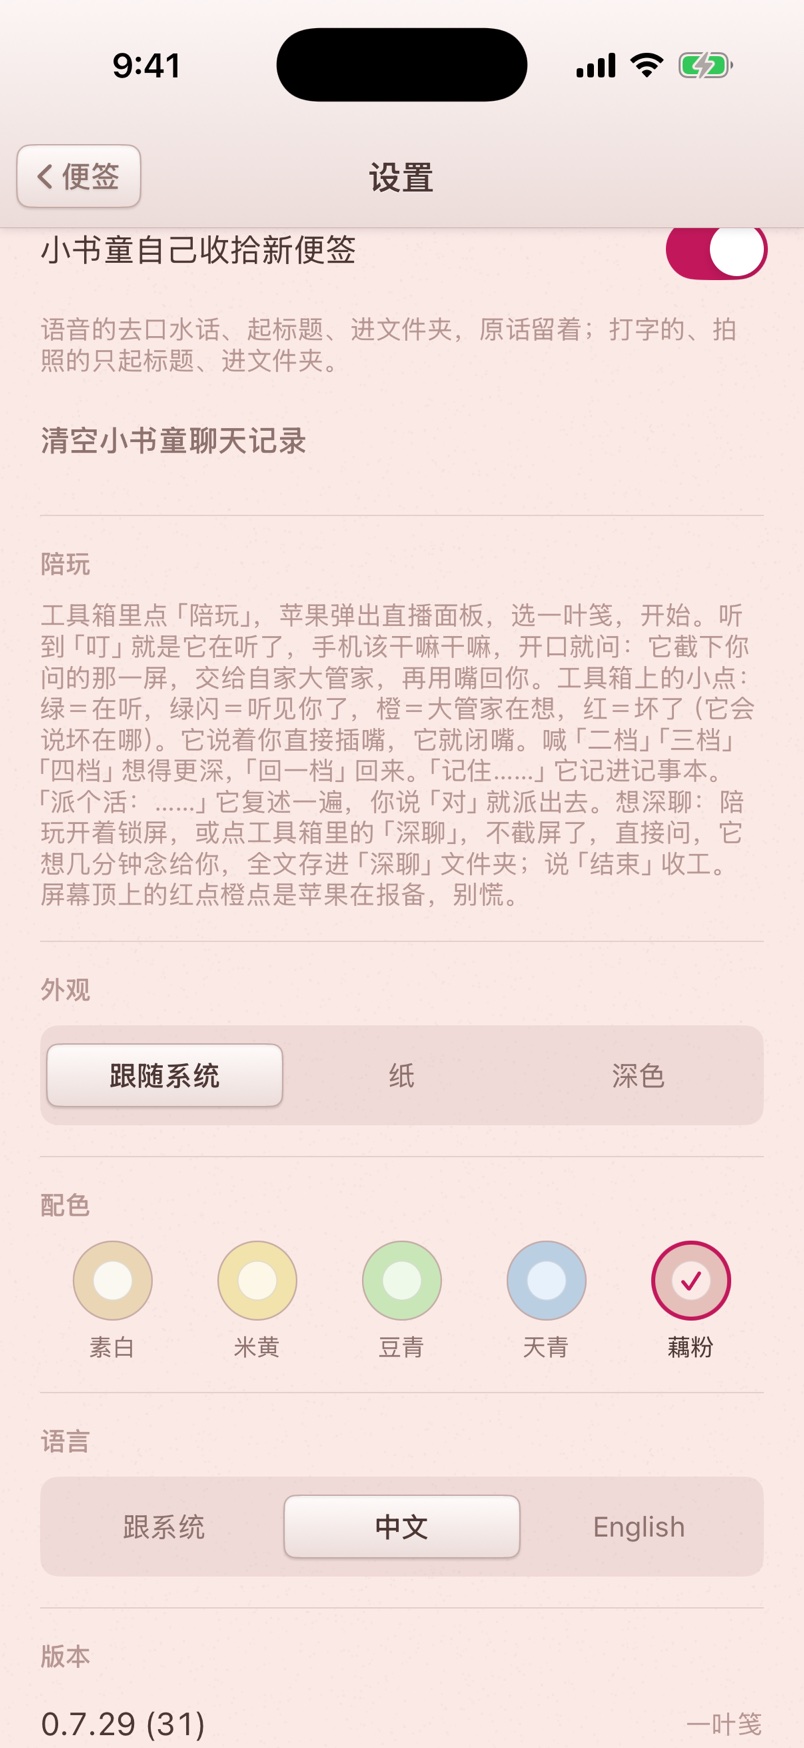 9:41
便签
设置
小书童自己收拾新便签
语音的去口水话、起标题、进文件夹，原话留着；打字的、拍
照的只起标题、进文件夹。
清空小书童聊天记录
陪玩
工具箱里点「陪玩」，苹果弹出直播面板，选一叶笺，开始。听
到「叮」就是它在听了，手机该干嘛干嘛，开口就问：它截下你
问的那一屏，交给自家大管家，再用嘴回你。工具箱上的小点：
绿＝在听，绿闪＝听见你了，橙＝大管家在想，红＝坏了（它会
说坏在哪）。它说着你直接插嘴，它就闭嘴。喊「二档」「三档」
「四档」想得更深，「回一档」回来。「记住……」它记进记事本。
「派个活：……」它复述一遍，你说「对」就派出去。想深聊：陪
玩开着锁屏，或点工具箱里的「深聊」，不截屏了，直接问，它
想几分钟念给你，全文存进「深聊」文件夹；说「结束」收工。
屏幕顶上的红点橙点是苹果在报备，别慌。
外观
跟随系统 纸 深色
配色
素白 米黄 豆青 天青 藕粉
语言
跟系统 中文 English
版本
0.7.29 (31) 一叶笺